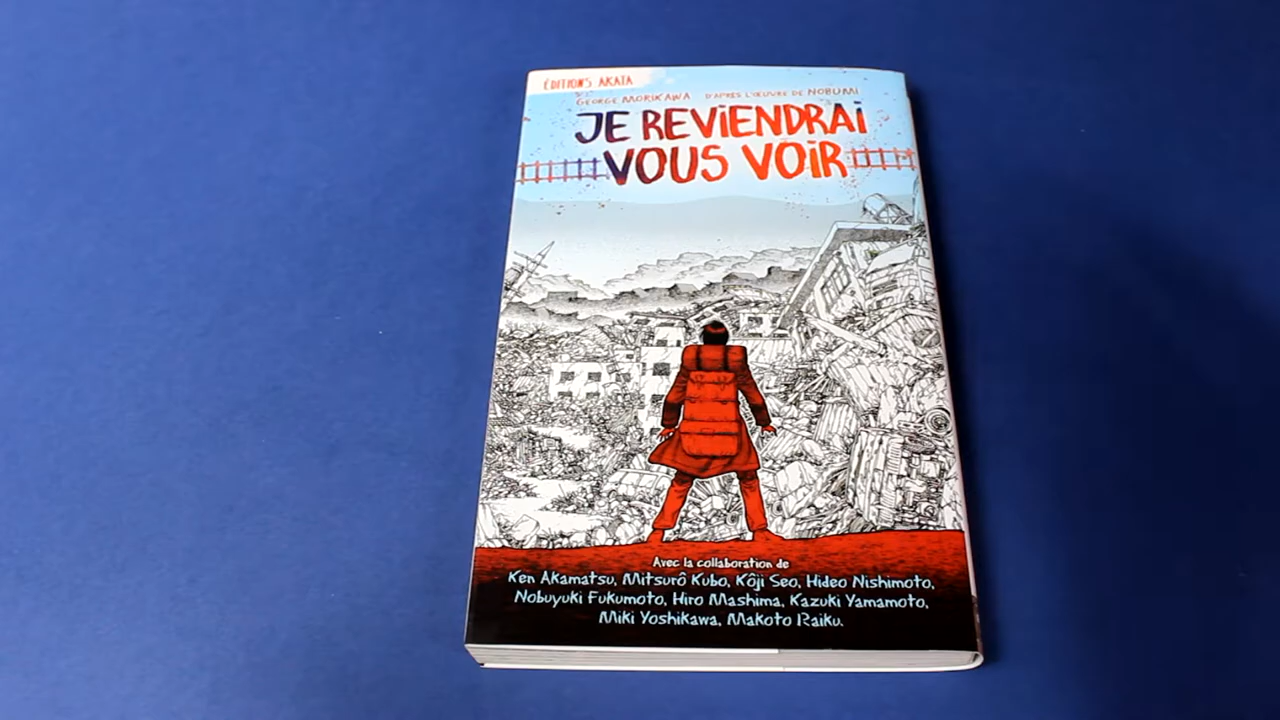 ÉDITIONS AKATA
GEORGE MORIKAWA D'APRÈS L'ŒUVRE DE NOBUMI
JE REVIENDRAI
VOUS VOIR
Avec la collaboration de
Ken Akamatsu, Mitsurô Kubo, Kôji Seo, Hideo Nishimoto,
Nobuyuki Fukumoto, Hiro Mashima, Kazuki Yamamoto,
Miki Yoshikawa, Makoto Raiku.